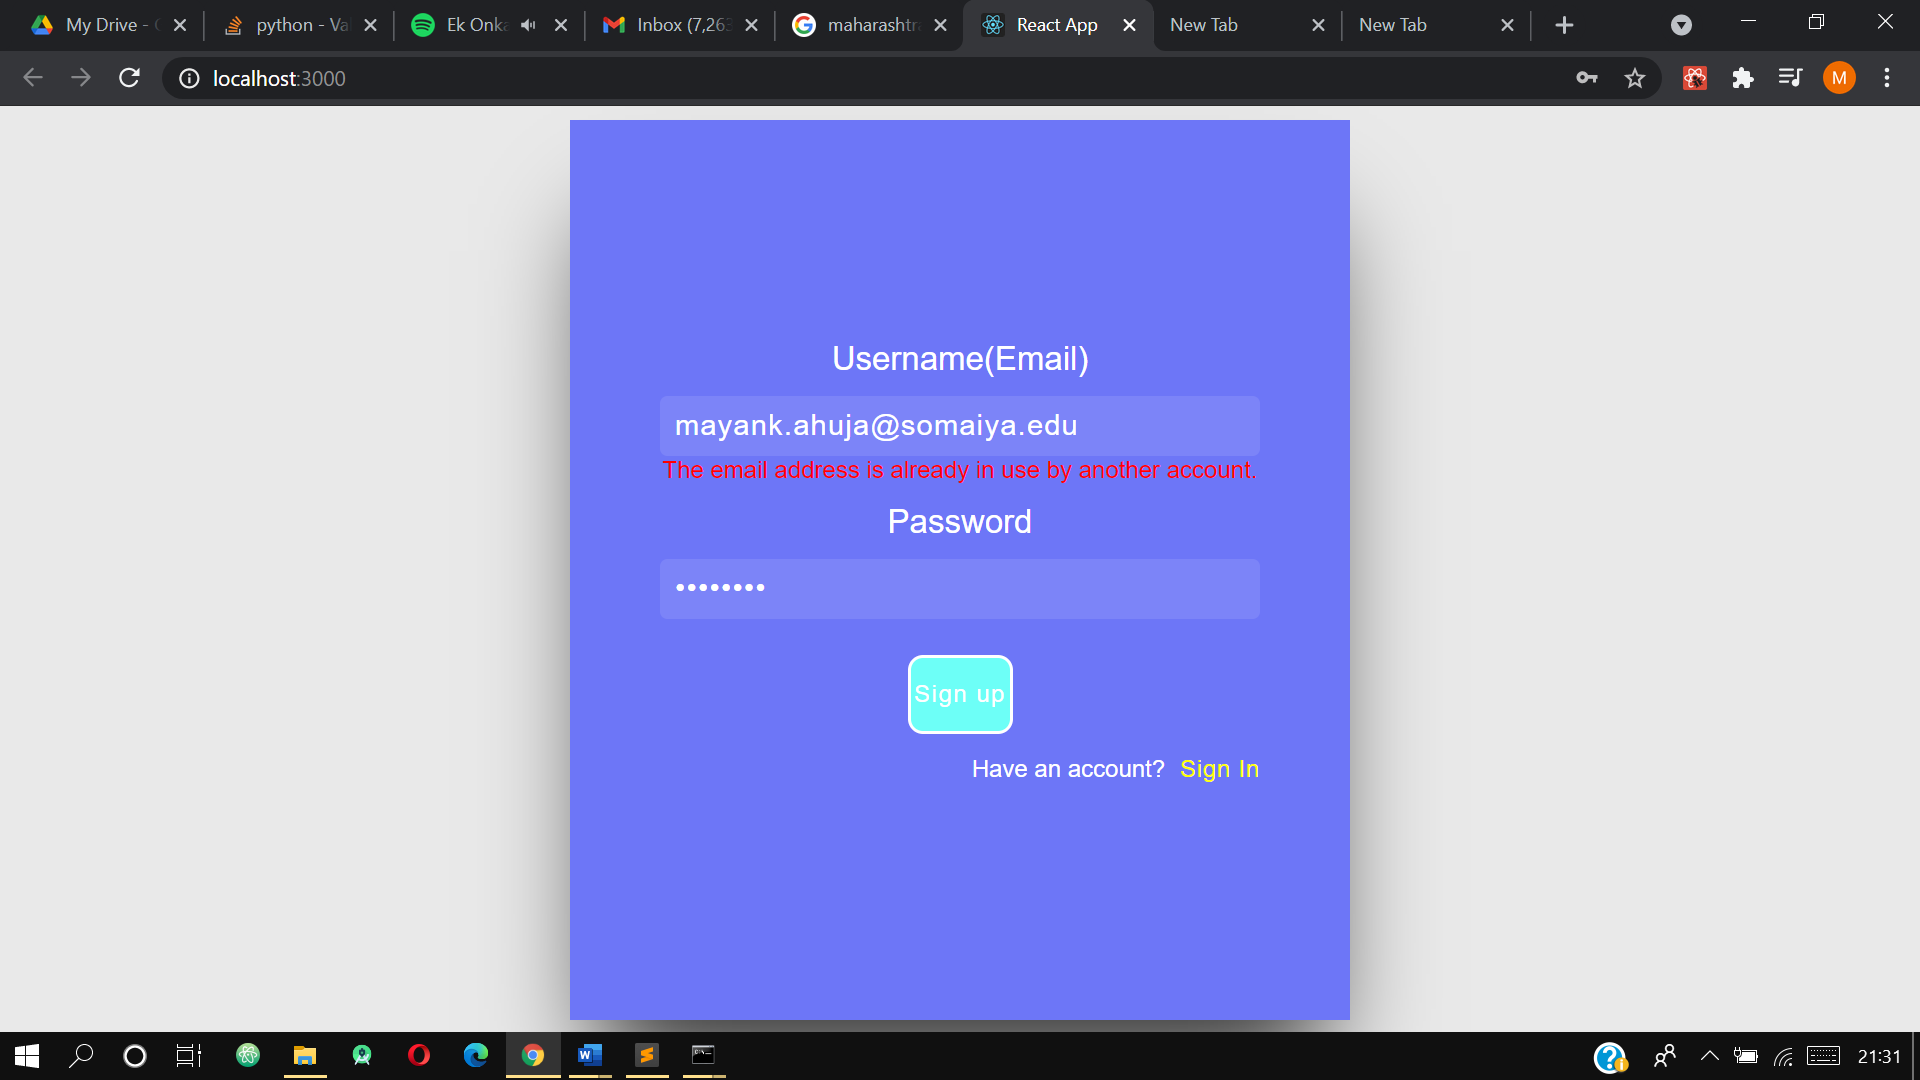 My Drive -
python - Va
Ek Onka
Inbox (7,263
maharashtra
React App
New Tab
New Tab
localhost:3000
M
Username(Email)
mayank.ahuja@somaiya.edu
The email address is already in use by another account.
Password
••••••••
Sign up
Have an account? Sign In
21:31